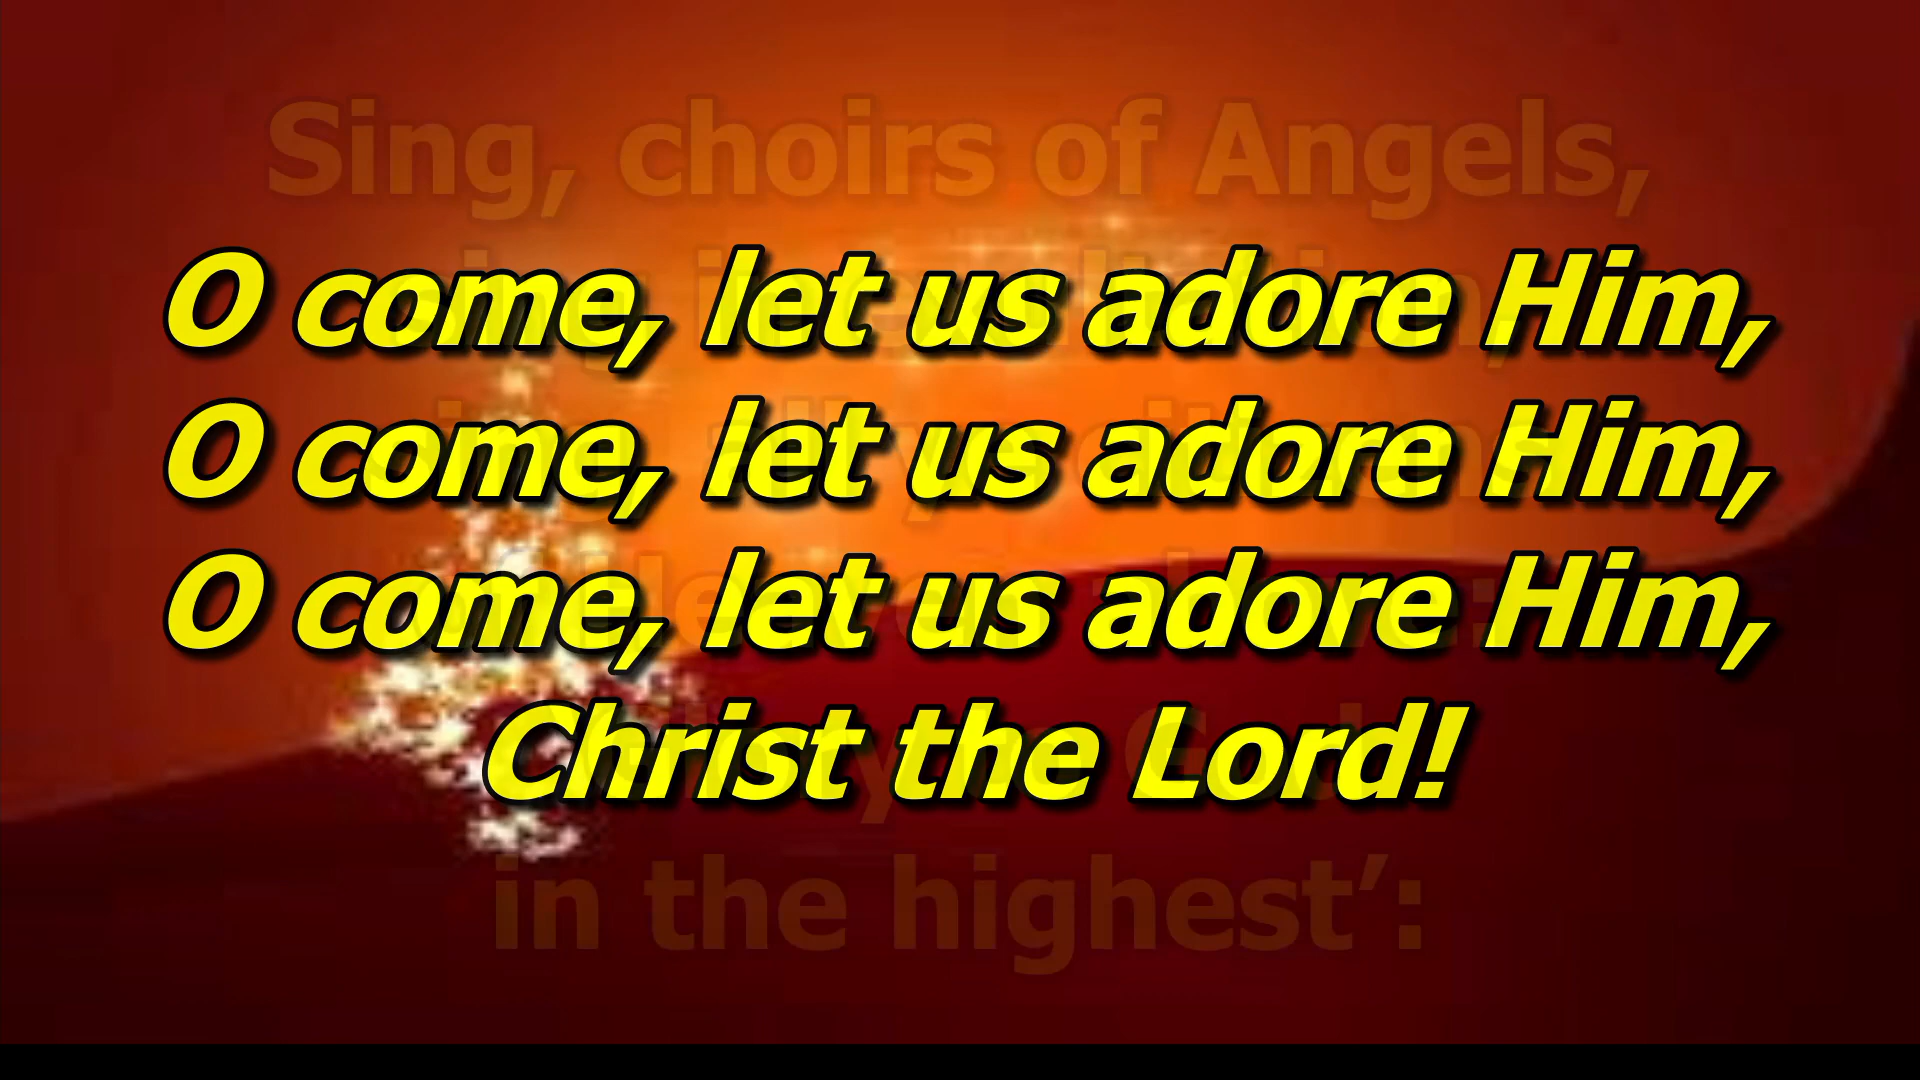 Sing, choirs of Angels,
O come, let us adore Him,
O come, let us adore Him,
O come, let us adore Him,
Christ the Lord!
in the highest’: